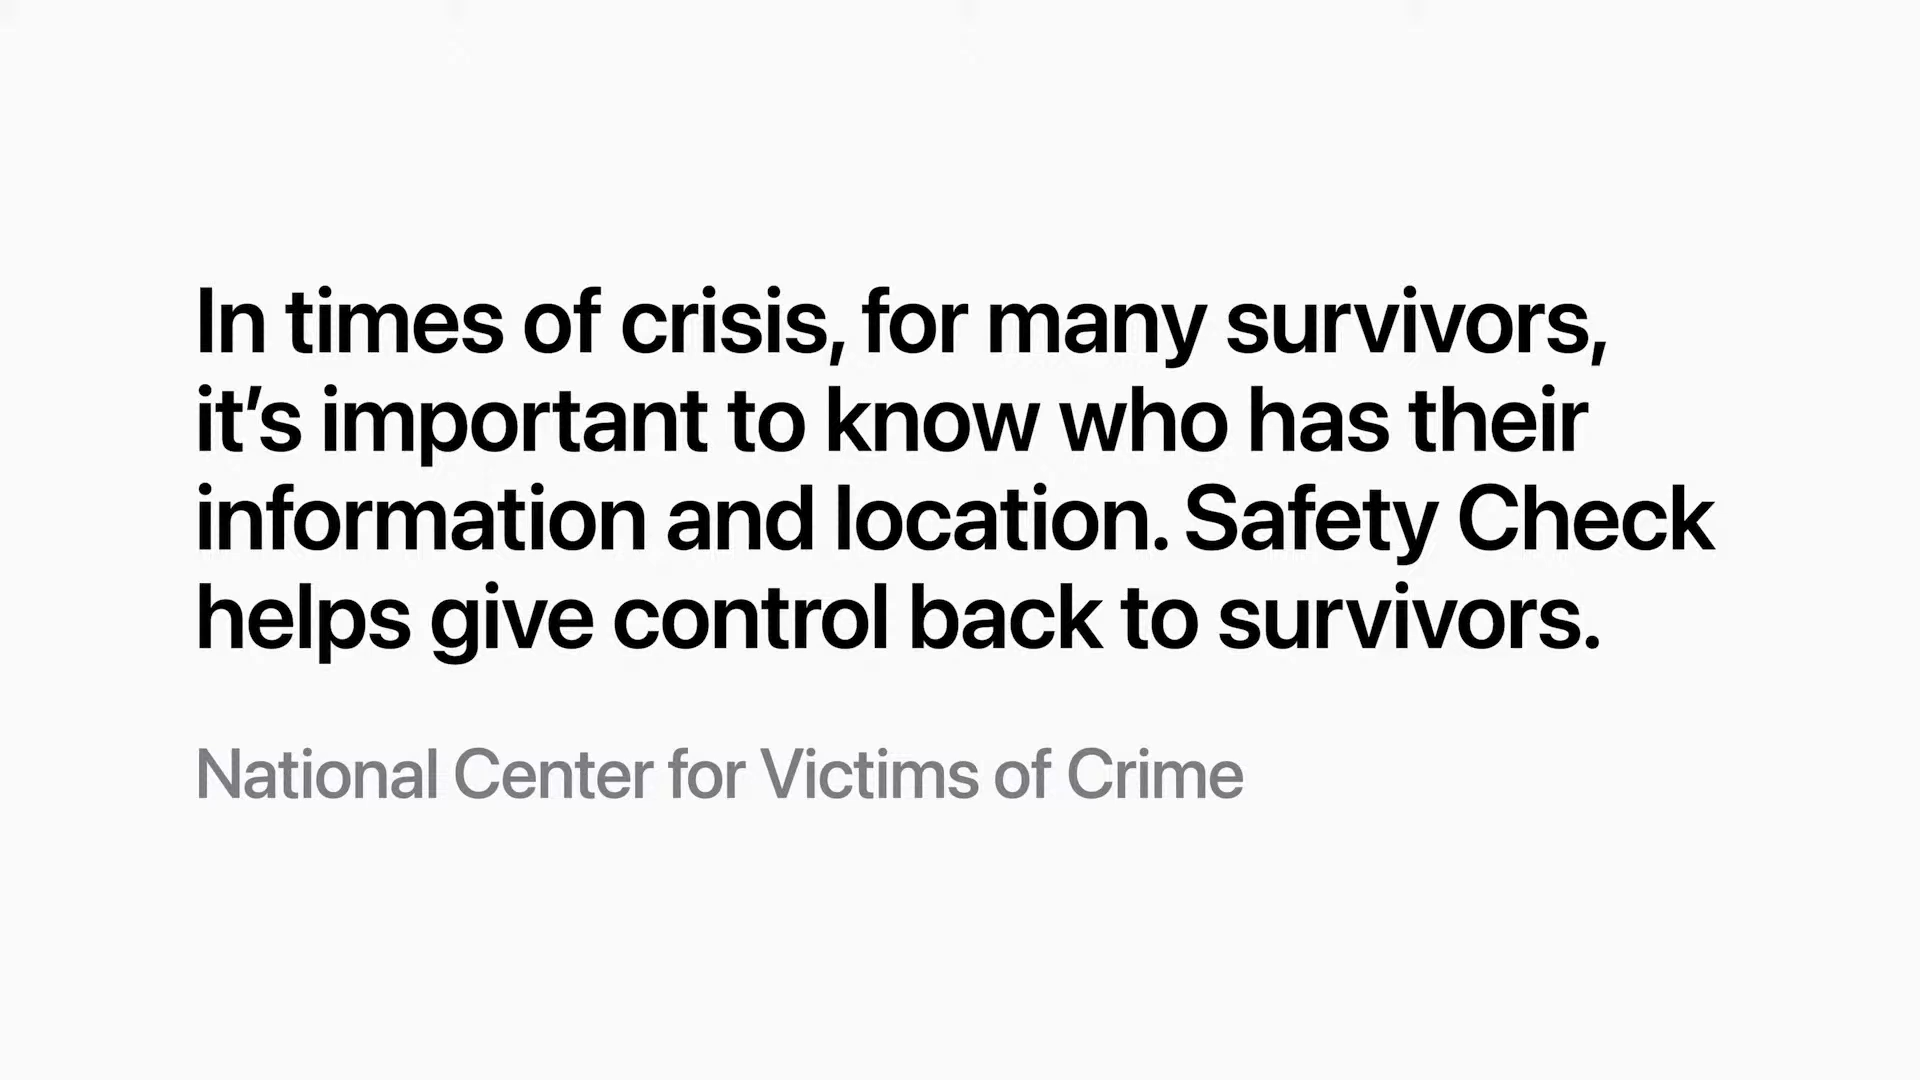 In times of crisis, for many survivors,
it’s important to know who has their
information and location. Safety Check
helps give control back to survivors.
National Center for Victims of Crime